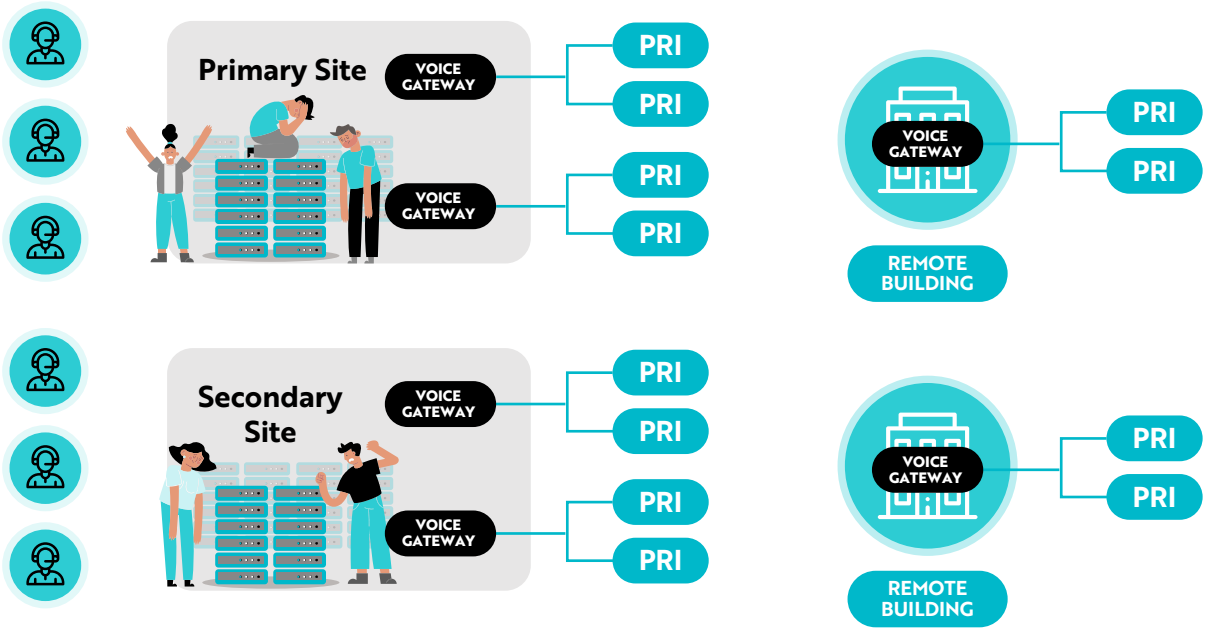 Primary Site
VOICE
GATEWAY
PRI
PRI
VOICE
GATEWAY
PRI
PRI
VOICE
GATEWAY
PRI
PRI
REMOTE
BUILDING
Secondary
Site
VOICE
GATEWAY
PRI
PRI
VOICE
GATEWAY
PRI
PRI
VOICE
GATEWAY
PRI
PRI
REMOTE
BUILDING